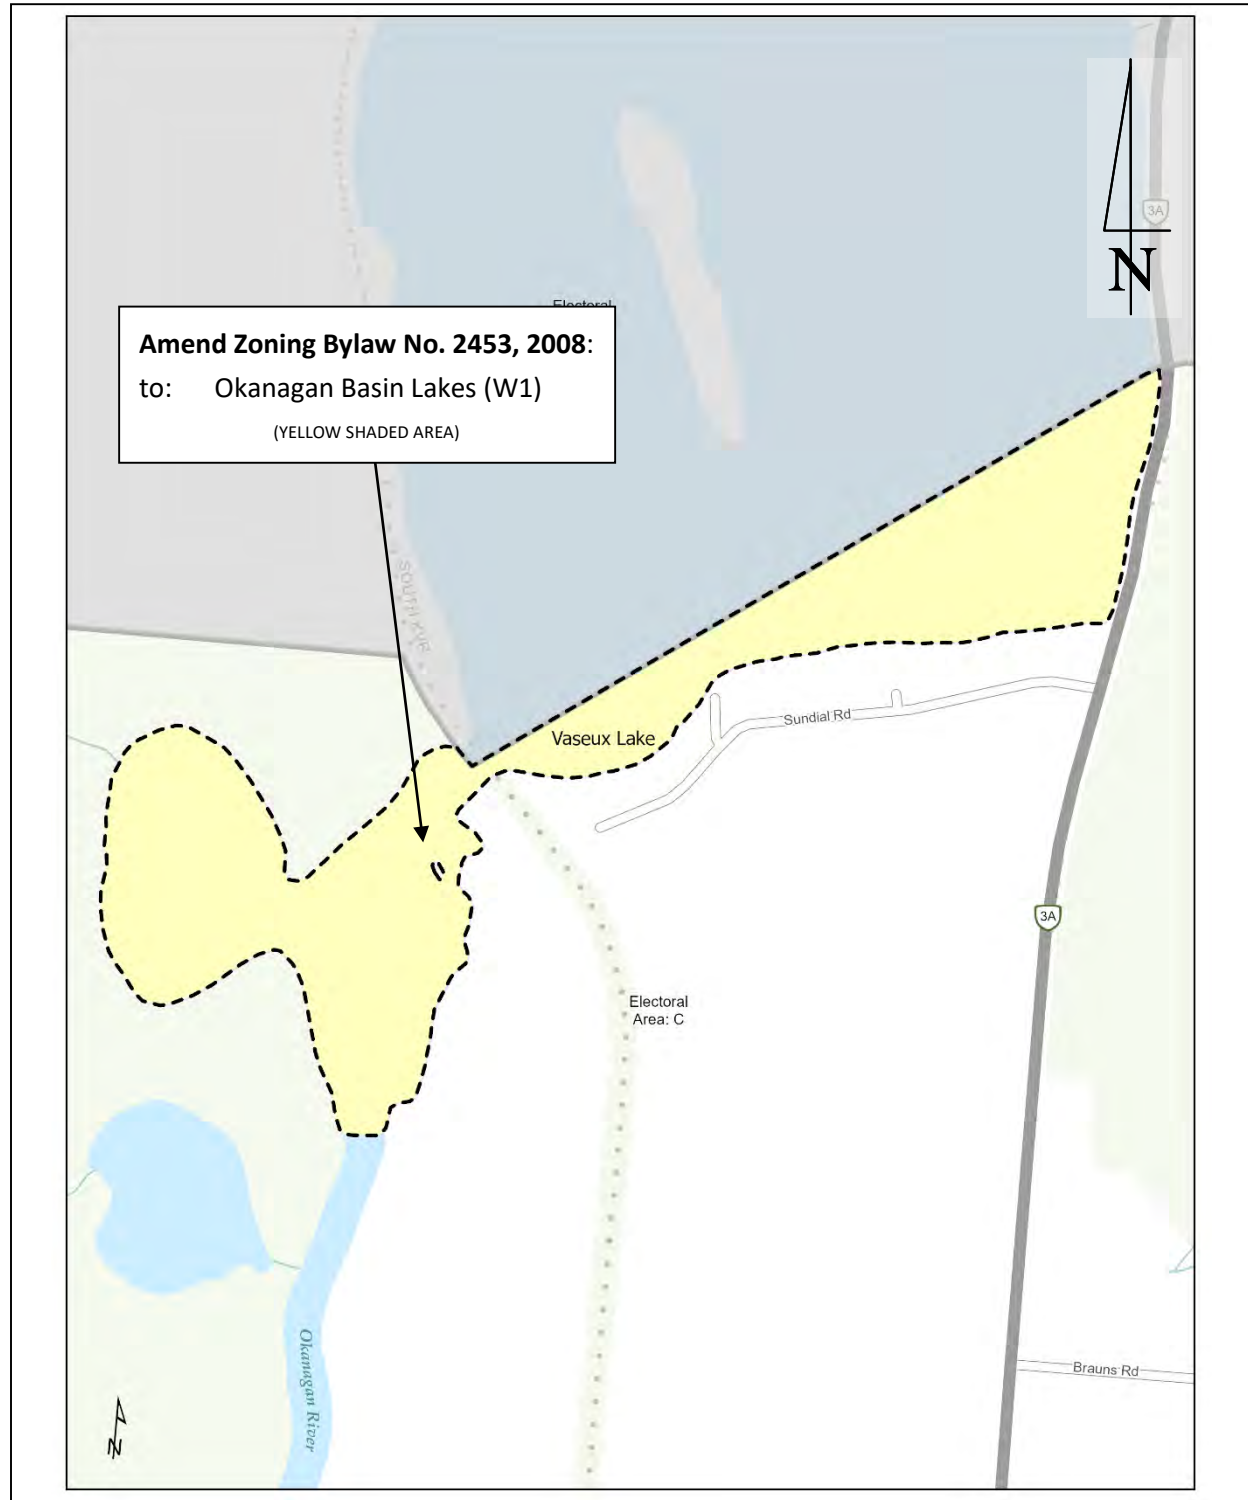 3A
N
Electoral
Amend Zoning Bylaw No. 2453, 2008:
to: Okanagan Basin Lakes (W1)
(YELLOW SHADED AREA)
SOUTH AVE
Sundial Rd
Vaseux Lake
3A
Electoral
Area: C
Okanagan River
Brauns Rd
N